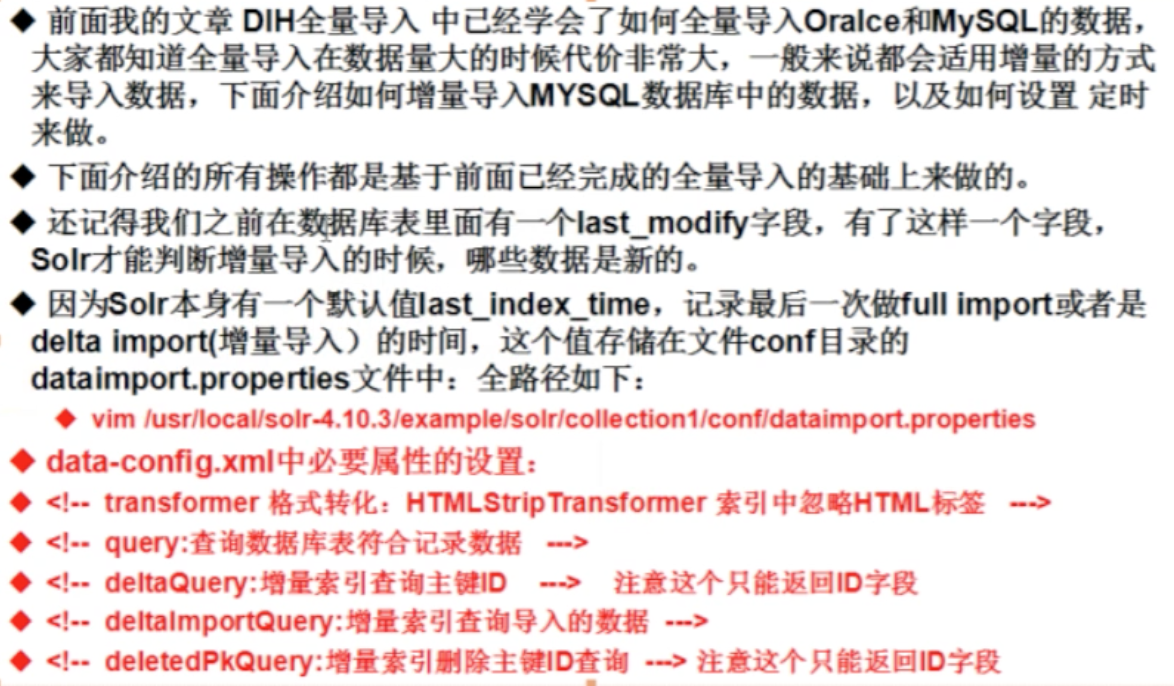 ◆ 前面我的文章 DIH全量导入 中已经学会了如何全量导入Oralce和MySQL的数据，
大家都知道全量导入在数据量大的时候代价非常大，一般来说都会适用增量的方式
来导入数据，下面介绍如何增量导入MYSQL数据库中的数据，以及如何设置 定时
来做。
◆ 下面介绍的所有操作都是基于前面已经完成的全量导入的基础上来做的。
◆ 还记得我们之前在数据库表里面有一个last_modify字段，有了这样一个字段，
Solr才能判断增量导入的时候，哪些数据是新的。
◆ 因为Solr本身有一个默认值last_index_time，记录最后一次做full import或者是
delta import(增量导入）的时间，这个值存储在文件conf目录的
dataimport.properties文件中：全路径如下：
◆ vim /usr/local/solr-4.10.3/example/solr/collection1/conf/dataimport.properties
◆ data-config.xml中必要属性的设置：
◆ <!-- transformer 格式转化：HTMLStripTransformer 索引中忽略HTML标签 --->
◆ <!-- query:查询数据库表符合记录数据 --->
◆ <!-- deltaQuery:增量索引查询主键ID ---> 注意这个只能返回ID字段
◆ <!-- deltaImportQuery:增量索引查询导入的数据 --->
◆ <!-- deletedPkQuery:增量索引删除主键ID查询 ---> 注意这个只能返回ID字段